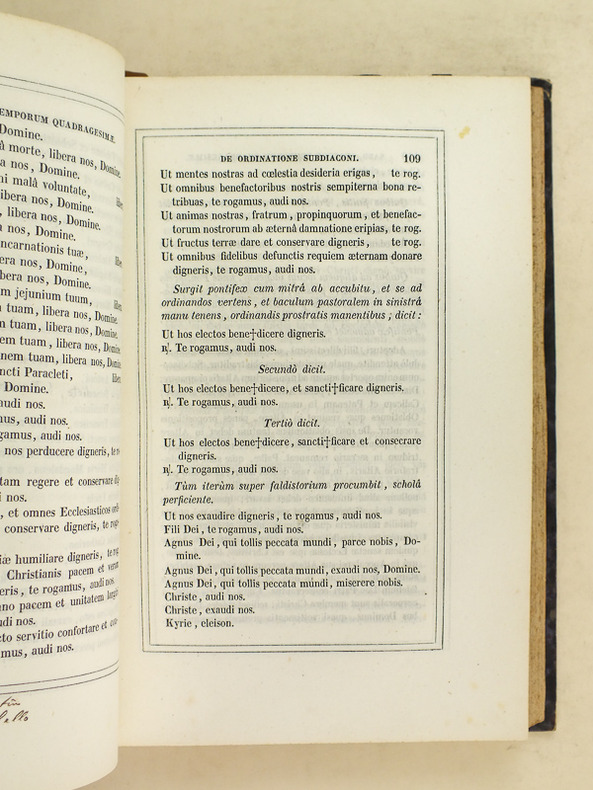 EMPORUM QUADRAGESIMÆ.
Domine.
morte, libera nos, Domine.
nos, Domine.
malâ voluntate,
libera nos, Domine.
, libera nos, Domine.
nos, Domine.
ncarnationis tuæ,
nos, Domine,
libera nos, Domine.
jejunium tuum,
tuam, libera nos, Domine.
tuam, libera nos, Domine.
tuam, libera nos, Domine.
nem tuam, libera nos, Domine.
Paracleti,
Domine.
audi nos.
mus, audi nos.
gamus, audi nos.
nos perducere digneris,
tam regere et conservare
nos.
, et omnes Ecclesiasticos
conservare digneris, te
humiliare digneris, te
Christianis pacem et
, te rogamus, audi nos.
pacem et unitatem
nos.
servitio confortare et
mus, audi nos.
DE ORDINATIONE SUBDIACONI. 109
Ut mentes nostras ad cœlestia desideria erigas, te rog.
Ut omnibus benefactoribus nostris sempiterna bona re-
tribuas, te rogamus, audi nos.
Ut animas nostras, fratrum, propinquorum, et benefac-
torum nostrorum ab æternâ damnatione eripias, te rog.
Ut fructus terræ dare et conservare digneris, te rog.
Ut omnibus fidelibus defunctis requiem æternam donare
digneris, te rogamus, audi nos.
Surgit pontifex cum mitrâ ab accubitu, et se ad
ordinandos vertens, et baculum pastoralem in sinistrâ
manu tenens, ordinandis prostratis manentibus; dicit:
Ut hos electos bene†dicere digneris.
℟. Te rogamus, audi nos.
Secundò dicit.
Ut hos electos bene†dicere, et sancti†ficare digneris.
℟. Te rogamus, audi nos.
Tertiò dicit.
Ut hos electos bene†dicere, sancti†ficare et consecrare
digneris.
℟. Te rogamus, audi nos.
Tùm iterùm super faldistorium procumbit, scholâ
perficiente.
Ut nos exaudire digneris, te rogamus, audi nos.
Fili Dei, te rogamus, audi nos.
Agnus Dei, qui tollis peccata mundi, parce nobis, Do-
mine.
Agnus Dei, qui tollis peccata mundi, exaudi nos, Domine.
Agnus Dei, qui tollis peccata mundi, miserere nobis.
Christe, audi nos.
Christe, exaudi nos.
Kyrie, eleison.